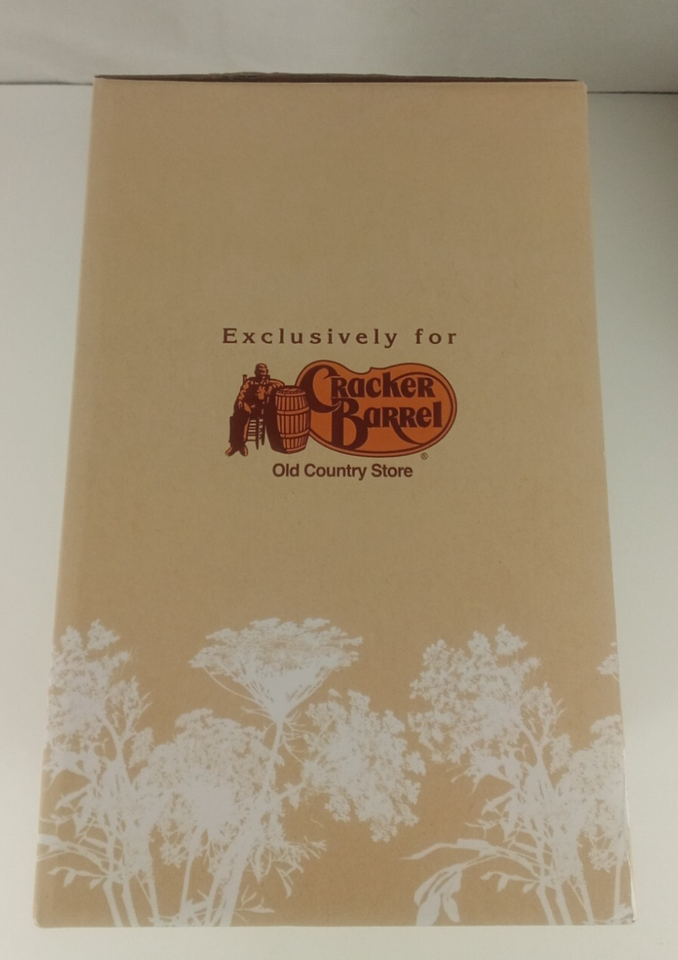 Exclusively for
Cracker
Barrel
®
Old Country Store